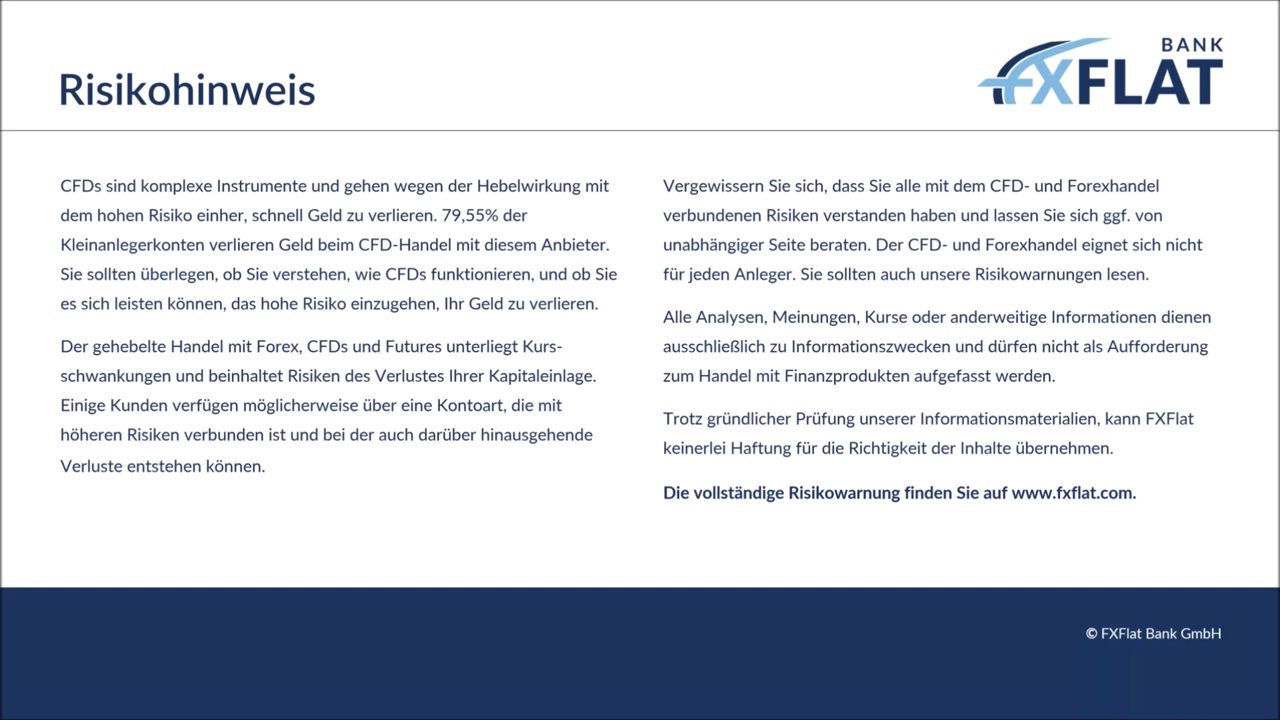 Risikohinweis
BANK
FXFLAT
CFDs sind komplexe Instrumente und gehen wegen der Hebelwirkung mit
dem hohen Risiko einher, schnell Geld zu verlieren. 79,55% der
Kleinanlegerkonten verlieren Geld beim CFD-Handel mit diesem Anbieter.
Sie sollten überlegen, ob Sie verstehen, wie CFDs funktionieren, und ob Sie
es sich leisten können, das hohe Risiko einzugehen, Ihr Geld zu verlieren.
Der gehebelte Handel mit Forex, CFDs und Futures unterliegt Kurs-
schwankungen und beinhaltet Risiken des Verlustes Ihrer Kapitaleinlage.
Einige Kunden verfügen möglicherweise über eine Kontoart, die mit
höheren Risiken verbunden ist und bei der auch darüber hinausgehende
Verluste entstehen können.
Vergewissern Sie sich, dass Sie alle mit dem CFD- und Forexhandel
verbundenen Risiken verstanden haben und lassen Sie sich ggf. von
unabhängiger Seite beraten. Der CFD- und Forexhandel eignet sich nicht
für jeden Anleger. Sie sollten auch unsere Risikowarnungen lesen.
Alle Analysen, Meinungen, Kurse oder anderweitige Informationen dienen
ausschließlich zu Informationszwecken und dürfen nicht als Aufforderung
zum Handel mit Finanzprodukten aufgefasst werden.
Trotz gründlicher Prüfung unserer Informationsmaterialien, kann FXFlat
keinerlei Haftung für die Richtigkeit der Inhalte übernehmen.
Die vollständige Risikowarnung finden Sie auf www.fxflat.com.
© FXFlat Bank GmbH